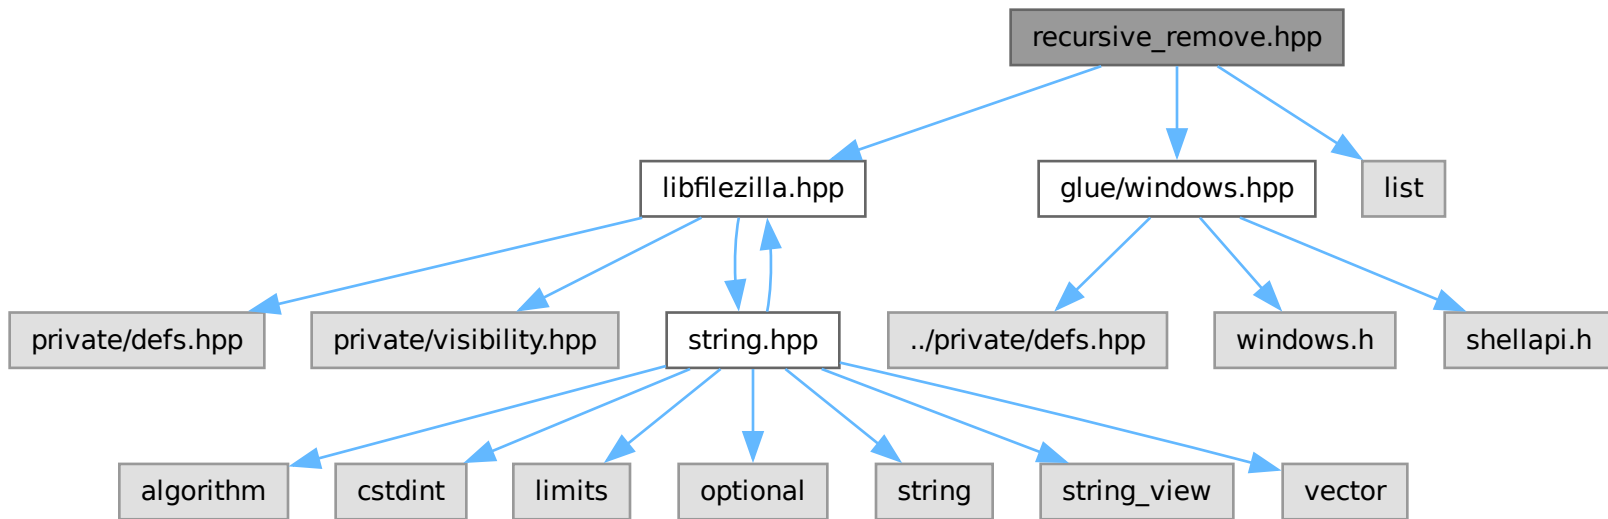 recursive_remove.hpp
libfilezilla.hpp
glue/windows.hpp
list
private/defs.hpp
private/visibility.hpp
string.hpp
../private/defs.hpp
windows.h
shellapi.h
algorithm
cstdint
limits
optional
string
string_view
vector